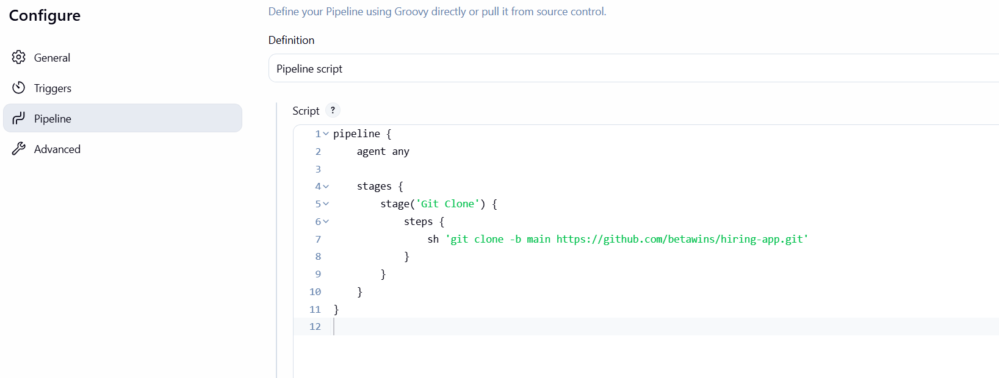 Configure
General
Triggers
Pipeline
Advanced
Define your Pipeline using Groovy directly or pull it from source control.
Definition
Pipeline script
Script ?
1 pipeline {
2     agent any
3
4     stages {
5         stage('Git Clone') {
6             steps {
7                 sh 'git clone -b main https://github.com/betawins/hiring-app.git'
8             }
9         }
10     }
11 }
12